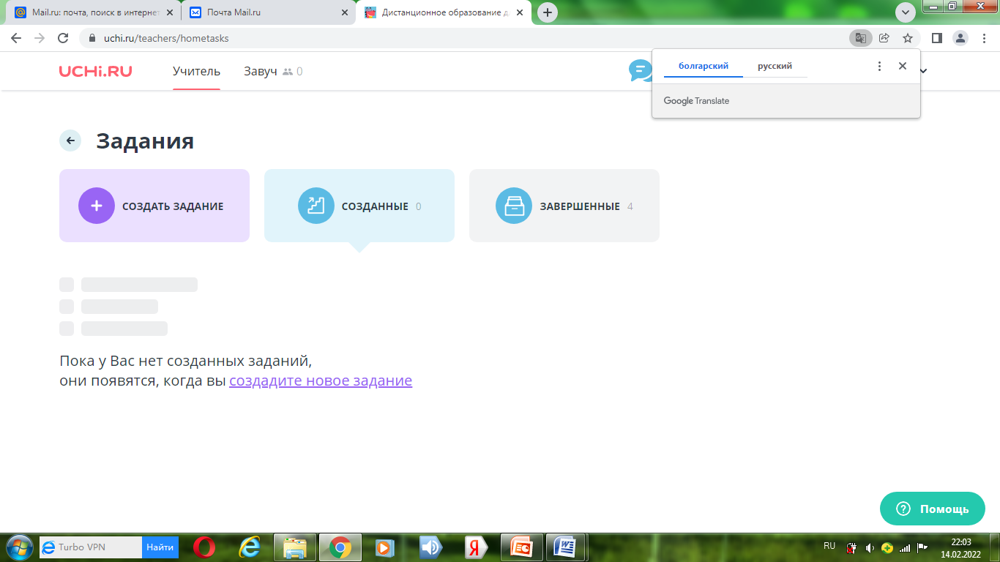 Mail.ru: почта, поиск в интернет
Почта Mail.ru
Дистанционное образование д
uchi.ru/teachers/hometasks
UCHi.RU
Учитель
Завуч 0
болгарский
русский
Google Translate
Задания
СОЗДАТЬ ЗАДАНИЕ
СОЗДАННЫЕ 0
ЗАВЕРШЕННЫЕ 4
Пока у Вас нет созданных заданий,
они появятся, когда вы создадите новое задание
Помощь
Turbo VPN
Найти
RU
22:03
14.02.2022